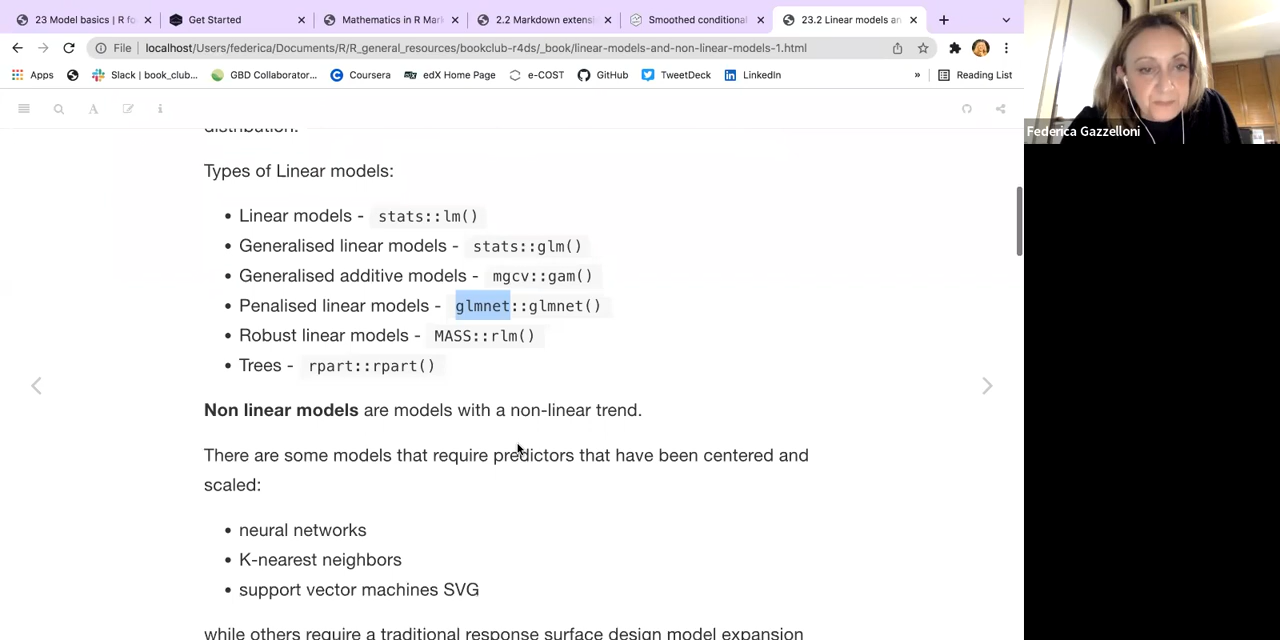 23 Model basics | R fo
Get Started
Mathematics in R Mar
2.2 Markdown extens
Smoothed conditional
23.2 Linear models an
File
localhost/Users/federica/Documents/R/R_general_resources/bookclub-r4ds/_book/linear-models-and-non-linear-models-1.html
Apps
Slack | book_club...
GBD Collaborator...
Coursera
edX Home Page
e-COST
GitHub
TweetDeck
LinkedIn
»
Reading List
Federica Gazzelloni
distribution.
Types of Linear models:
• Linear models - stats::lm()
• Generalised linear models - stats::glm()
• Generalised additive models - mgcv::gam()
• Penalised linear models - glmnet::glmnet()
• Robust linear models - MASS::rlm()
• Trees - rpart::rpart()
Non linear models are models with a non-linear trend.
There are some models that require predictors that have been centered and
scaled:
• neural networks
• K-nearest neighbors
• support vector machines SVG
while others require a traditional response surface design model expansion